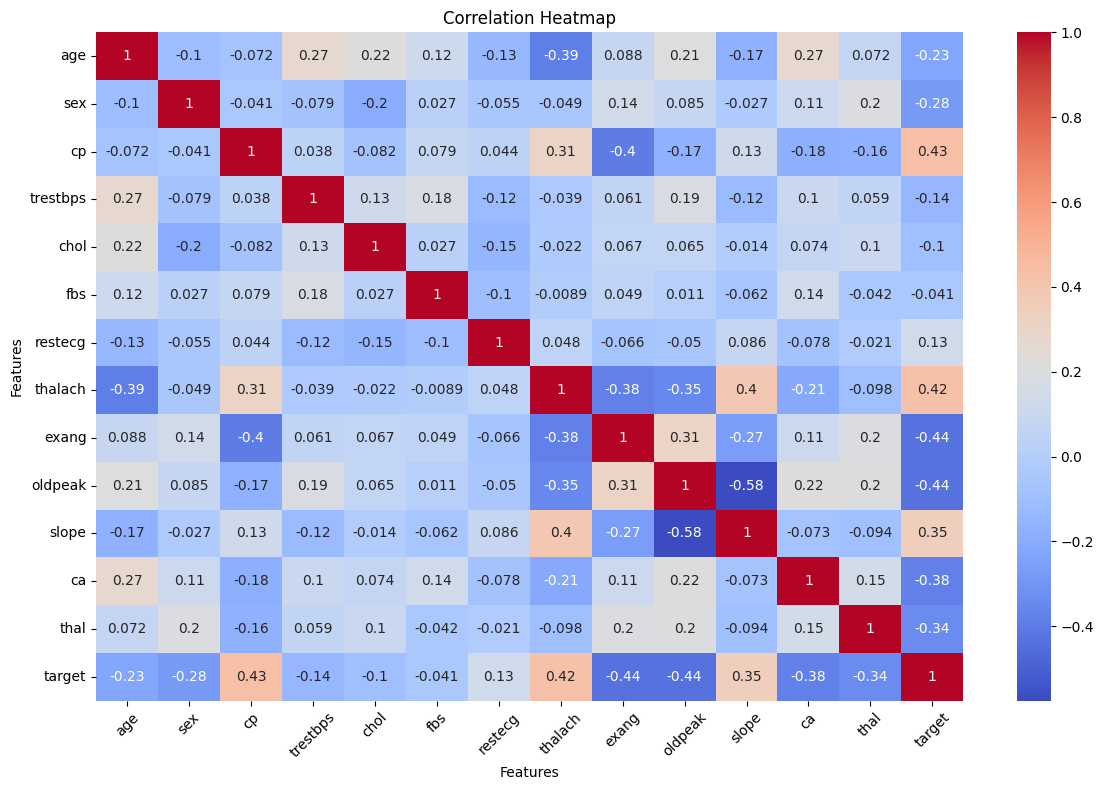 Correlation Heatmap
age 1 -0.1 -0.072 0.27 0.22 0.12 -0.13 -0.39 0.088 0.21 -0.17 0.27 0.072 -0.23
sex -0.1 1 -0.041 -0.079 -0.2 0.027 -0.055 -0.049 0.14 0.085 -0.027 0.11 0.2 -0.28
cp -0.072 -0.041 1 0.038 -0.082 0.079 0.044 0.31 -0.4 -0.17 0.13 -0.18 -0.16 0.43
trestbps 0.27 -0.079 0.038 1 0.13 0.18 -0.12 -0.039 0.061 0.19 -0.12 0.1 0.059 -0.14
chol 0.22 -0.2 -0.082 0.13 1 0.027 -0.15 -0.022 0.067 0.065 -0.014 0.074 0.1 -0.1
fbs 0.12 0.027 0.079 0.18 0.027 1 -0.1 -0.0089 0.049 0.011 -0.062 0.14 -0.042 -0.041
restecg -0.13 -0.055 0.044 -0.12 -0.15 -0.1 1 0.048 -0.066 -0.05 0.086 -0.078 -0.021 0.13
thalach -0.39 -0.049 0.31 -0.039 -0.022 -0.0089 0.048 1 -0.38 -0.35 0.4 -0.21 -0.098 0.42
exang 0.088 0.14 -0.4 0.061 0.067 0.049 -0.066 -0.38 1 0.31 -0.27 0.11 0.2 -0.44
oldpeak 0.21 0.085 -0.17 0.19 0.065 0.011 -0.05 -0.35 0.31 1 -0.58 0.22 0.2 -0.44
slope -0.17 -0.027 0.13 -0.12 -0.014 -0.062 0.086 0.4 -0.27 -0.58 1 -0.073 -0.094 0.35
ca 0.27 0.11 -0.18 0.1 0.074 0.14 -0.078 -0.21 0.11 0.22 -0.073 1 0.15 -0.38
thal 0.072 0.2 -0.16 0.059 0.1 -0.042 -0.021 -0.098 0.2 0.2 -0.094 0.15 1 -0.34
target -0.23 -0.28 0.43 -0.14 -0.1 -0.041 0.13 0.42 -0.44 -0.44 0.35 -0.38 -0.34 1
age sex cp trestbps chol fbs restecg thalach exang oldpeak slope ca thal target
Features
Features
1.0
0.8
0.6
0.4
0.2
0.0
−0.2
−0.4